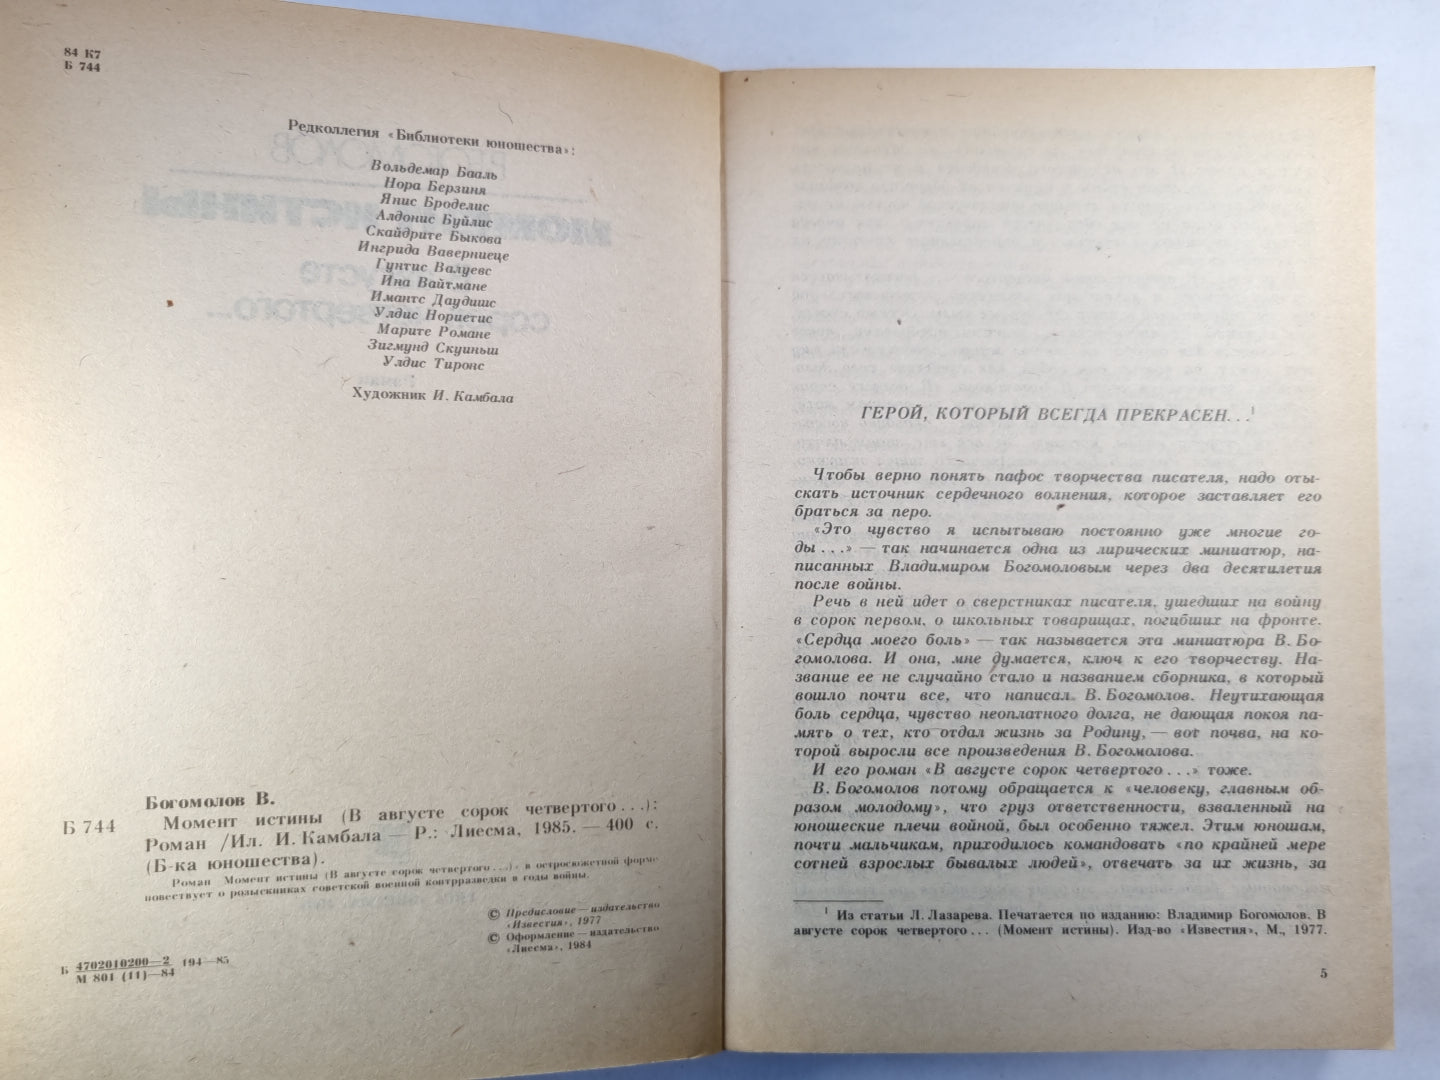 84 К7
Б 744
Редколлегия «Библиотеки юношества»:
Вольдемар Бааль
Нора Берзиня
Янис Броделис
Алдонис Буйлис
Скайдрите Быкова
Ингрида Ваверниеце
Гунтис Валуевс
Ина Вайтмане
Имантс Даудишс
Улдис Нориетис
Марите Романе
Зигмунд Скуиньш
Улдис Тиронс
Художник И. Камбала
Богомолов В.
Б 744 Момент истины (В августе сорок четвертого...):
Роман /Ил. И. Камбала — Р.: Лиесма, 1985. — 400 с.
(Б-ка юношества).
Роман Момент истины (В августе сорок четвертого...), в остросюжетной форме
повествует о розыскниках советской военной контрразведки в годы войны.
© Предисловие — издательство
«Известия», 1977
© Оформление — издательство
«Лиесма», 1984
Б 4702010200—2 194—85
М 801 (11)—84
ГЕРОЙ, КОТОРЫЙ ВСЕГДА ПРЕКРАСЕН...¹
Чтобы верно понять пафос творчества писателя, надо оты-
скать источник сердечного волнения, которое заставляет его
браться за перо.
«Это чувство я испытываю постоянно уже многие го-
ды...» — так начинается одна из лирических миниатюр, на-
писанных Владимиром Богомоловым через два десятилетия
после войны.
Речь в ней идет о сверстниках писателя, ушедших на войну
в сорок первом, о школьных товарищах, погибших на фронте.
«Сердца моего боль» — так называется эта миниатюра В. Бо-
гомолова. И она, мне думается, ключ к его творчеству. На-
звание ее не случайно стало и названием сборника, в который
вошло почти все, что написал В. Богомолов. Неутихающая
боль сердца, чувство неоплатного долга, не дающая покоя па-
мять о тех, кто отдал жизнь за Родину, — вот почва, на ко-
торой выросли все произведения В. Богомолова.
И его роман «В августе сорок четвертого...» тоже.
В. Богомолов потому обращается к «человеку, главным об-
разом молодому», что груз ответственности, взваленный на
юношеские плечи войной, был особенно тяжел. Этим юношам,
почти мальчикам, приходилось командовать «по крайней мере
сотней взрослых бывалых людей», отвечать за их жизнь, за
¹ Из статьи Л. Лазарева. Печатается по изданию: Владимир Богомолов. В
августе сорок четвертого... (Момент истины). Изд-во «Известия», М., 1977.
5